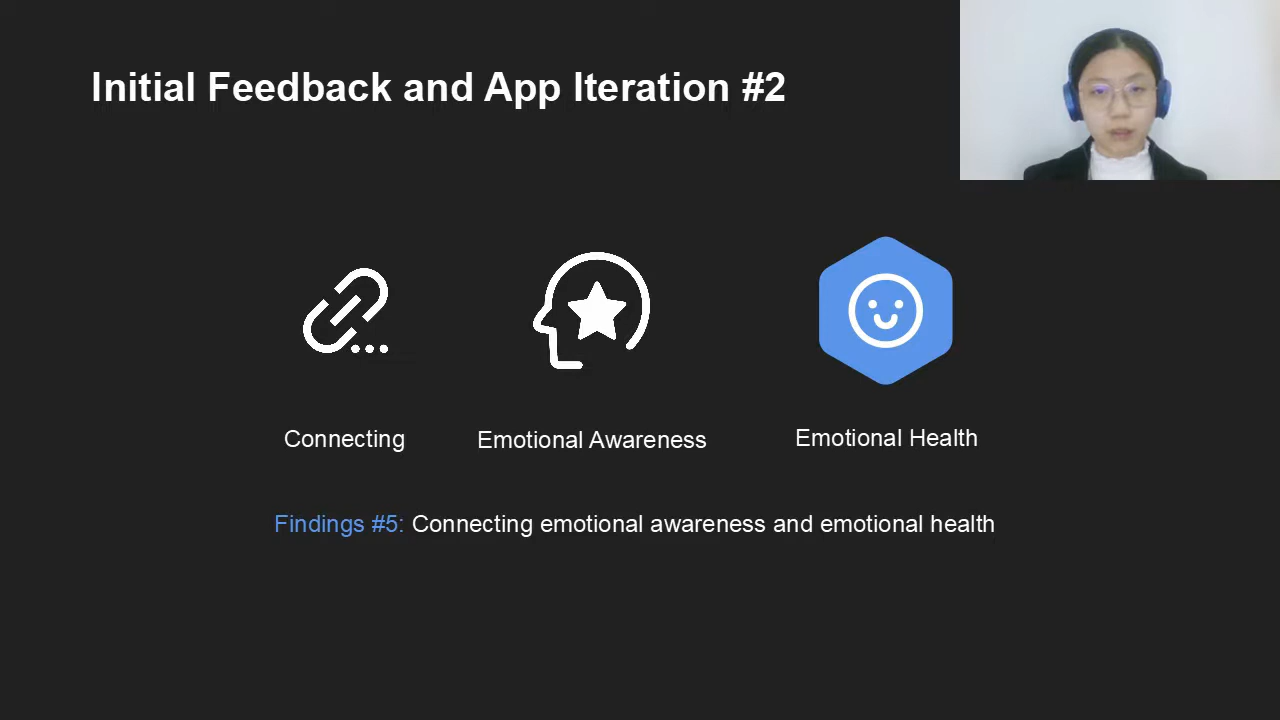 Initial Feedback and App Iteration #2
Connecting
Emotional Awareness
Emotional Health
Findings #5: Connecting emotional awareness and emotional health